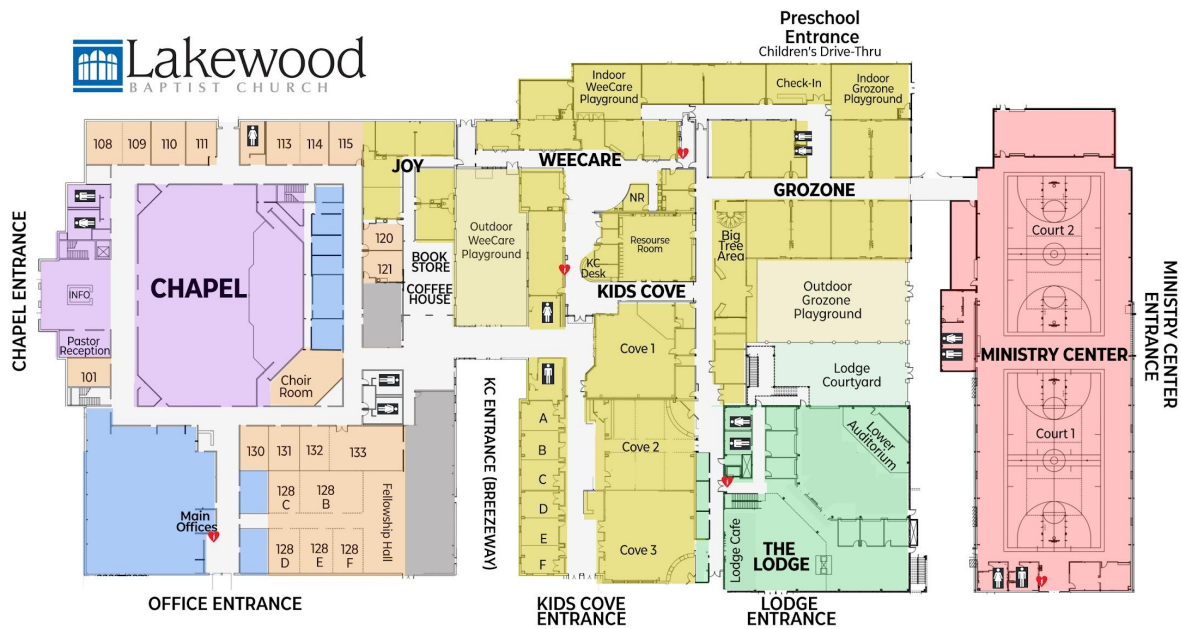 Lakewood
BAPTIST CHURCH
Preschool
Entrance
Children's Drive-Thru
Indoor
WeeCare
Playground
Check-In
Indoor
Grozone
Playground
108
109
110
111
113
114
115
JOY
WEECARE
GROZONE
NR
Resourse
Room
KC
Desk
KIDS COVE
Big
Tree
Area
Outdoor
WeeCare
Playground
Outdoor
Grozone
Playground
120
121
BOOK
STORE
COFFEE
HOUSE
CHAPEL ENTRANCE
CHAPEL
INFO
Pastor
Reception
101
Choir
Room
Cove 1
Cove 2
Cove 3
Lodge
Courtyard
Lower
Auditorium
A
B
C
D
E
F
KC ENTRANCE (BREEZEWAY)
130
131
132
133
128
C
128
B
128
D
128
E
128
F
Fellowship Hall
Main
Offices
Lodge Cafe
THE
LODGE
Court 2
MINISTRY CENTER
Court 1
MINISTRY CENTER
ENTRANCE
OFFICE ENTRANCE
KIDS COVE
ENTRANCE
LODGE
ENTRANCE